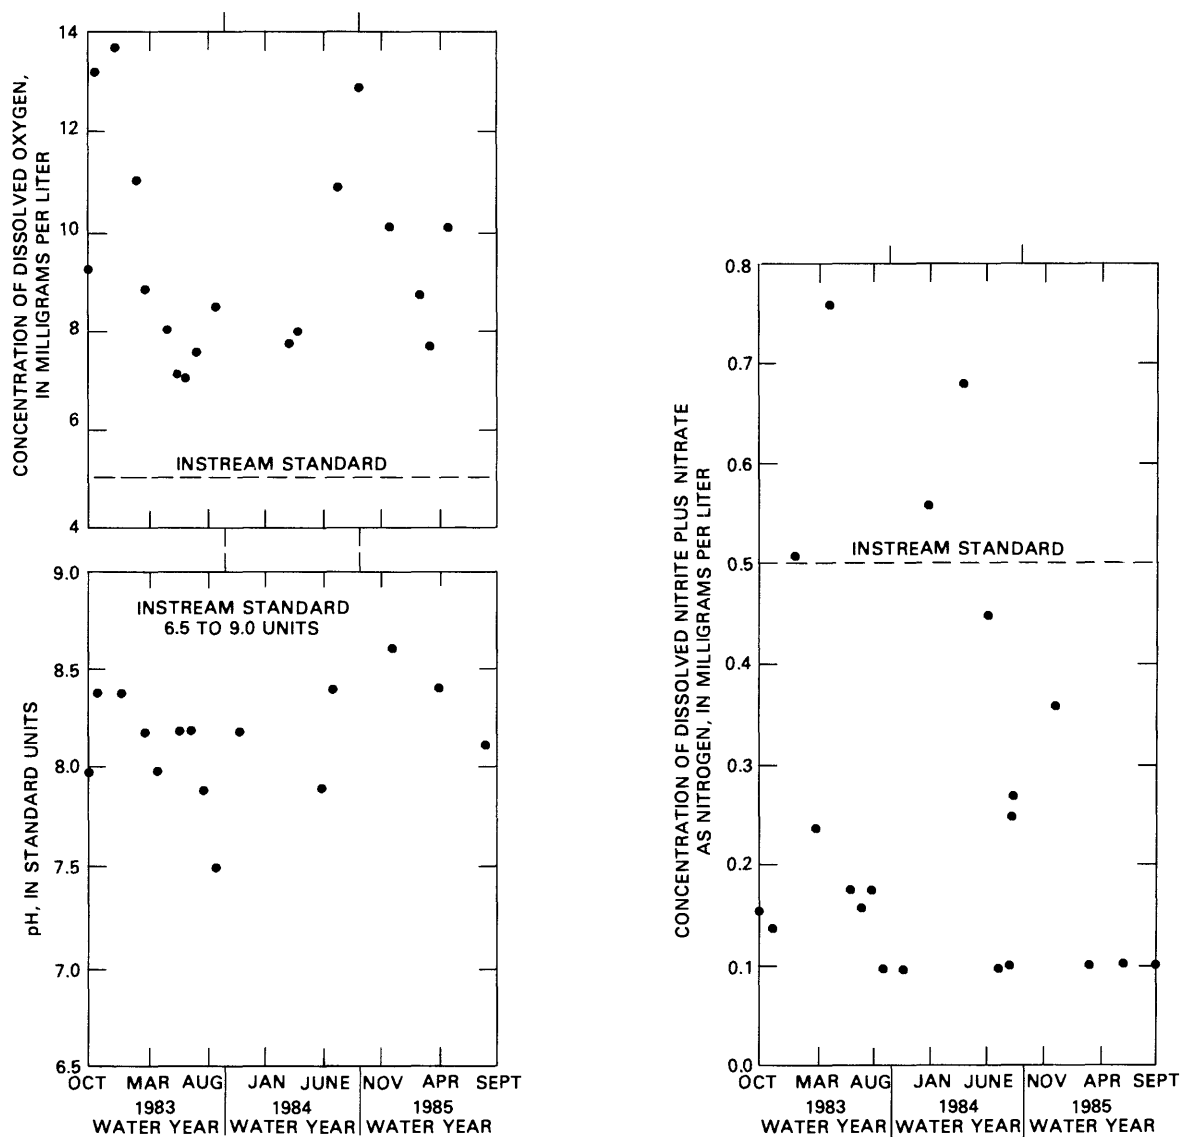 CONCENTRATION OF DISSOLVED OXYGEN,
IN MILLIGRAMS PER LITER
14
12
10
8
6
4
INSTREAM STANDARD
pH, IN STANDARD UNITS
9.0
8.5
8.0
7.5
7.0
6.5
INSTREAM STANDARD
6.5 TO 9.0 UNITS
OCT MAR AUG JAN JUNE NOV APR SEPT
1983 1984 1985
WATER YEAR WATER YEAR WATER YEAR
CONCENTRATION OF DISSOLVED NITRITE PLUS NITRATE
AS NITROGEN, IN MILLIGRAMS PER LITER
0.8
0.7
0.6
0.5
0.4
0.3
0.2
0.1
0.0
INSTREAM STANDARD
OCT MAR AUG JAN JUNE NOV APR SEPT
1983 1984 1985
WATER YEAR WATER YEAR WATER YEAR